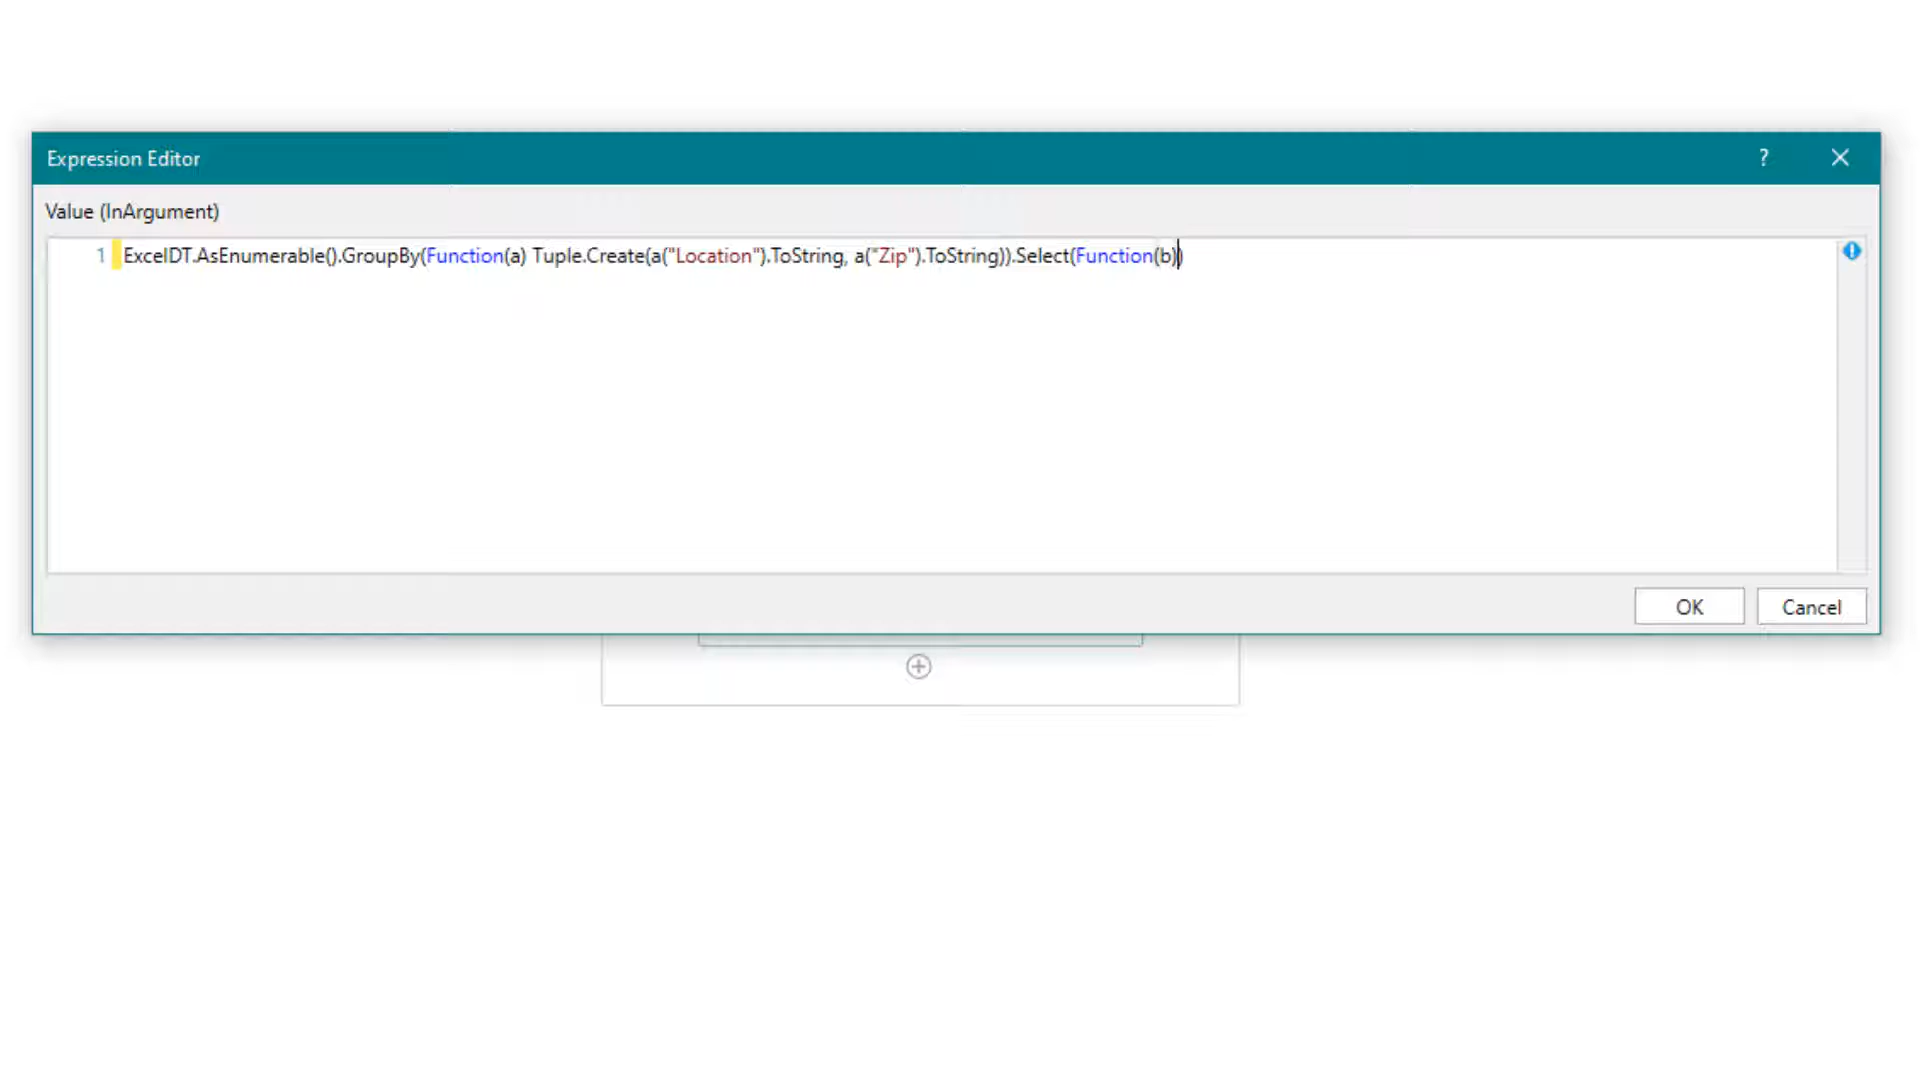 Expression Editor
?
Value (InArgument)
1 ExcelDT.AsEnumerable().GroupBy(Function(a) Tuple.Create(a("Location").ToString, a("Zip").ToString)).Select(Function(b))
OK
Cancel